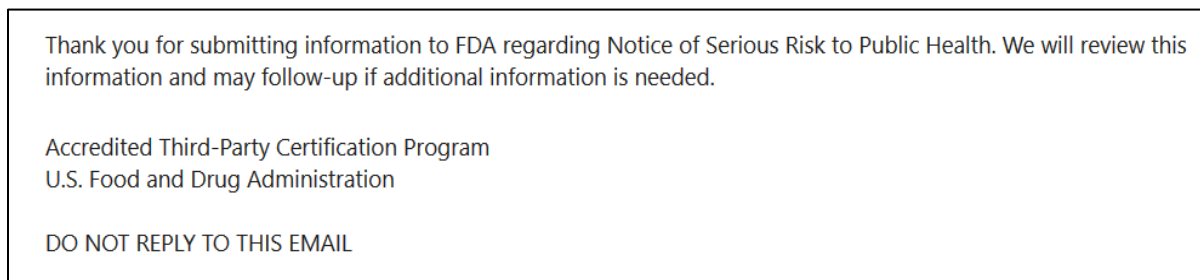 Thank you for submitting information to FDA regarding Notice of Serious Risk to Public Health. We will review this
information and may follow-up if additional information is needed.
Accredited Third-Party Certification Program
U.S. Food and Drug Administration
DO NOT REPLY TO THIS EMAIL